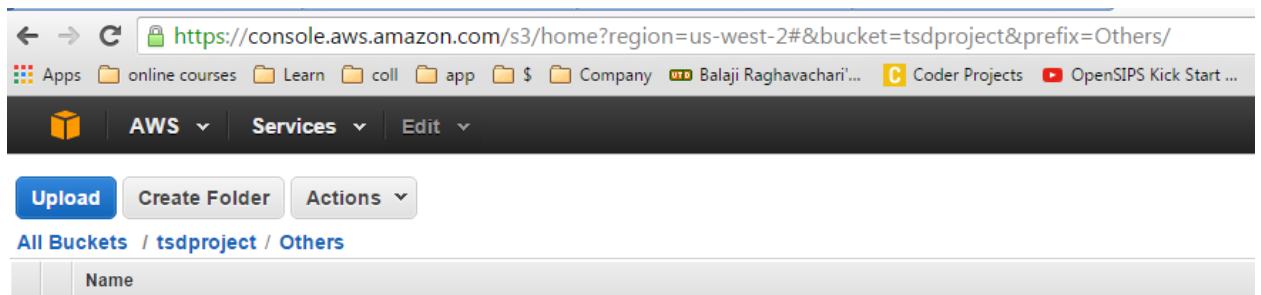 https://console.aws.amazon.com/s3/home?region=us-west-2#&bucket=tsdproject&prefix=Others/
Apps online courses Learn coll app $ Company UTD Balaji Raghavachari'... C Coder Projects OpenSIPS Kick Start ...
AWS Services Edit
Upload Create Folder Actions
All Buckets / tsdproject / Others
Name